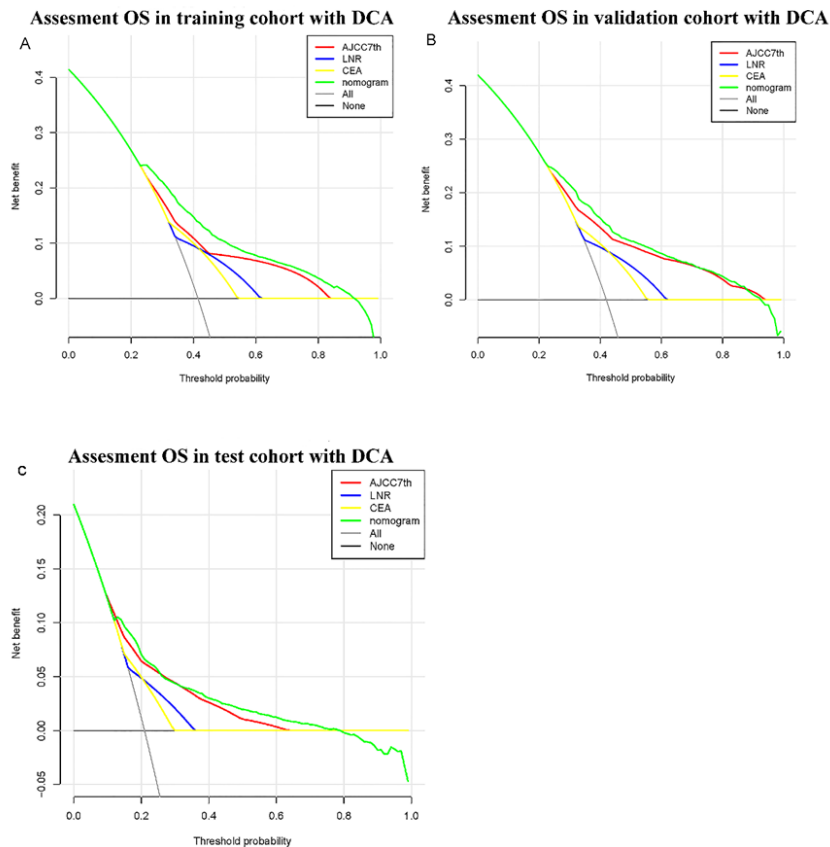 Assesment OS in training cohort with DCA
A
AJCC7th
LNR
CEA
nomogram
All
None
Net benefit
0.4
0.3
0.2
0.1
0.0
0.0 0.2 0.4 0.6 0.8 1.0
Threshold probability
Assesment OS in validation cohort with DCA
B
AJCC7th
LNR
CEA
nomogram
All
None
Net benefit
0.4
0.3
0.2
0.1
0.0
0.0 0.2 0.4 0.6 0.8 1.0
Threshold probability
Assesment OS in test cohort with DCA
c
AJCC7th
LNR
CEA
nomogram
All
None
Net benefit
0.20
0.15
0.10
0.05
0.00
−0.05
0.0 0.2 0.4 0.6 0.8 1.0
Threshold probability